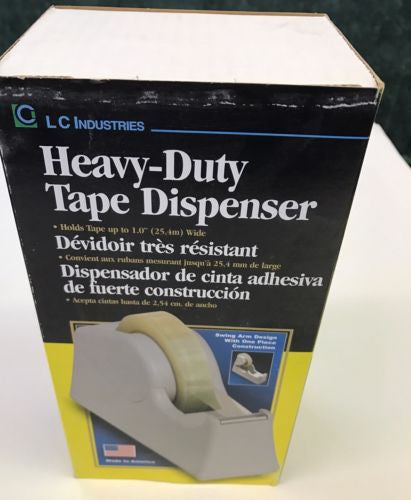 LC INDUSTRIES
Heavy-Duty
Tape Dispenser
• Holds Tape up to 1.0" (25.4m) Wide
Dévidoir très résistant
• Convient aux rubans mesurant jusqu'à 25,4 mm de large
Dispensador de cinta adhesiva
de fuerte construcción
• Acepta cintas hasta de 2,54 cm. de ancho
Swing Arm Design
With One Piece
Construction
Made in America